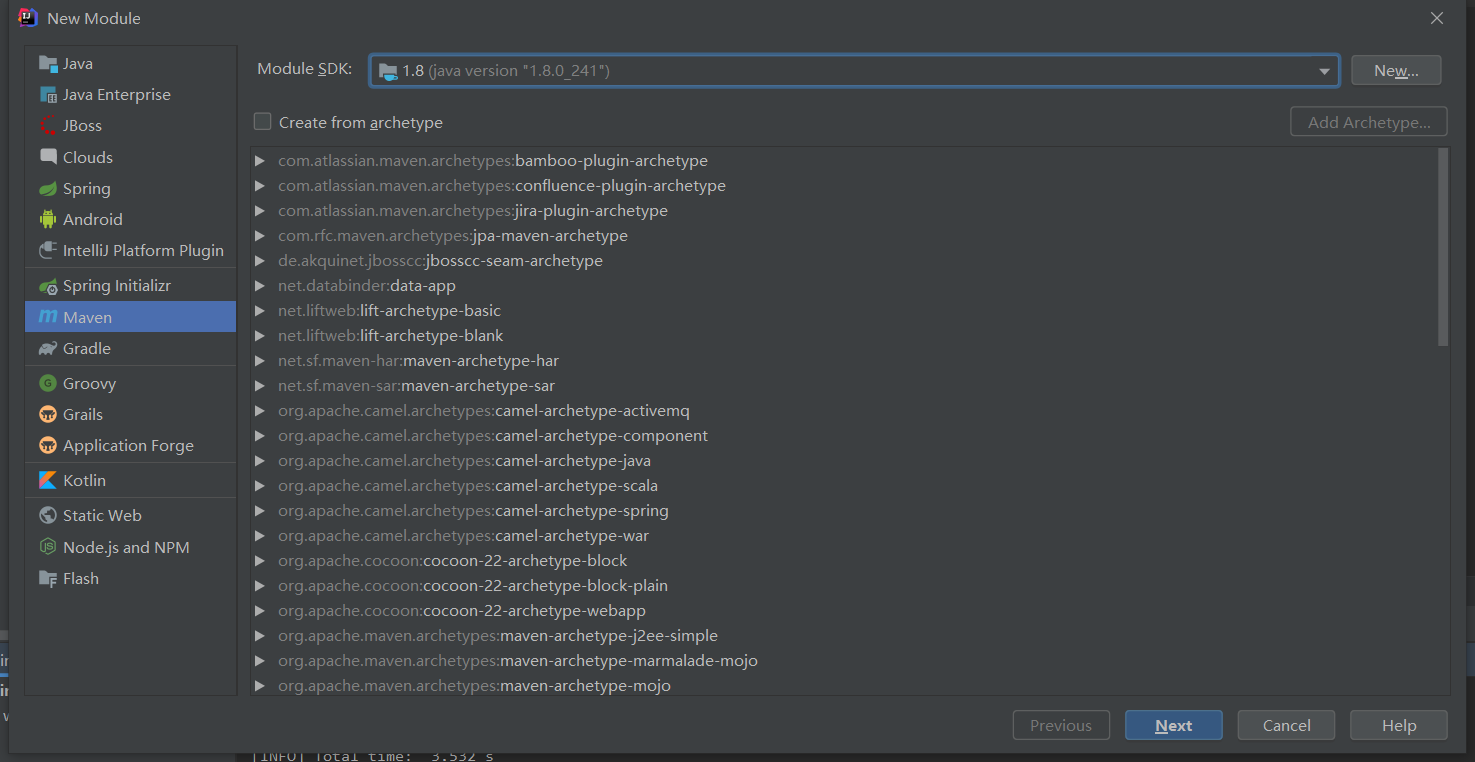 New Module
Java
Java Enterprise
JBoss
Clouds
Spring
Android
IntelliJ Platform Plugin
Spring Initializr
Maven
Gradle
Groovy
Grails
Application Forge
Kotlin
Static Web
Node.js and NPM
Flash
Module SDK: 1.8 (java version "1.8.0_241") New...
Create from archetype Add Archetype...
com.atlassian.maven.archetypes:bamboo-plugin-archetype
com.atlassian.maven.archetypes:confluence-plugin-archetype
com.atlassian.maven.archetypes:jira-plugin-archetype
com.rfc.maven.archetypes:jpa-maven-archetype
de.akquinet.jbosscc:jbosscc-seam-archetype
net.databinder:data-app
net.liftweb:lift-archetype-basic
net.liftweb:lift-archetype-blank
net.sf.maven-har:maven-archetype-har
net.sf.maven-sar:maven-archetype-sar
org.apache.camel.archetypes:camel-archetype-activemq
org.apache.camel.archetypes:camel-archetype-component
org.apache.camel.archetypes:camel-archetype-java
org.apache.camel.archetypes:camel-archetype-scala
org.apache.camel.archetypes:camel-archetype-spring
org.apache.camel.archetypes:camel-archetype-war
org.apache.cocoon:cocoon-22-archetype-block
org.apache.cocoon:cocoon-22-archetype-block-plain
org.apache.cocoon:cocoon-22-archetype-webapp
org.apache.maven.archetypes:maven-archetype-j2ee-simple
org.apache.maven.archetypes:maven-archetype-marmalade-mojo
org.apache.maven.archetypes:maven-archetype-mojo
Previous Next Cancel Help
[INFO] Total time: 3.532 s